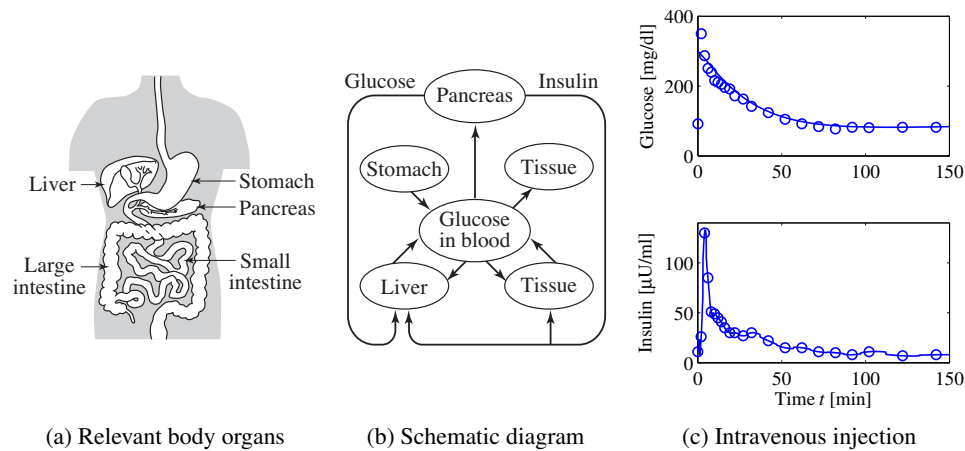 Liver
Stomach
Pancreas
Large
intestine
Small
intestine
(a) Relevant body organs
Glucose
Pancreas
Insulin
Stomach
Tissue
Glucose
in blood
Liver
Tissue
(b) Schematic diagram
Glucose [mg/dl]
400
200
0
0 50 100 150
Insulin [µU/ml]
100
50
0
0 50 100 150
Time t [min]
(c) Intravenous injection